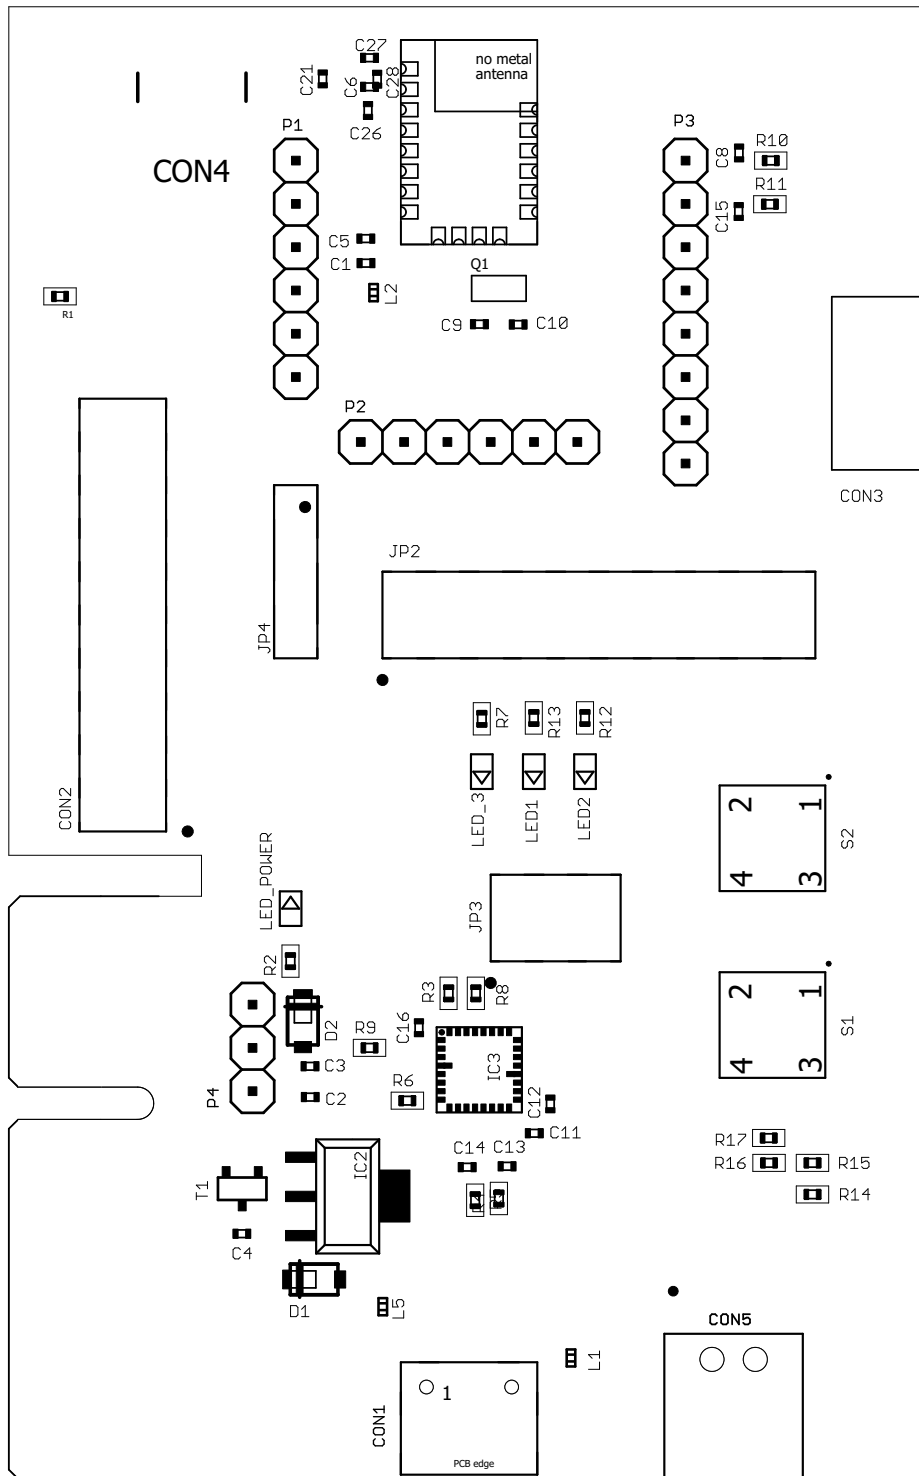 C27
no metal
antenna
C21
C6
C28
C26
P1
P3
C8
R10
CON4
R11
C15
C5
C1
Q1
L2
R1
C9
C10
P2
CON3
JP2
JP4
R7
R13
R12
CON2
LED_3
LED1
LED2
2
1
S2
4
3
LED_POWER
JP3
R2
R3
R8
2
1
S1
4
3
D2
R9
C16
IC3
C3
C2
R6
P4
C12
C11
R17
C14
C13
R16
R15
IC2
T1
R14
C4
D1
L5
CON5
L1
1
CON1
PCB edge